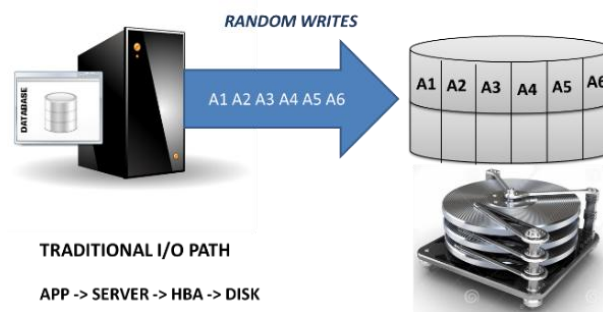 RANDOM WRITES
DATABASE
A1 A2 A3 A4 A5 A6
A1 A2 A3 A4 A5 A6
TRADITIONAL I/O PATH
APP -> SERVER -> HBA -> DISK